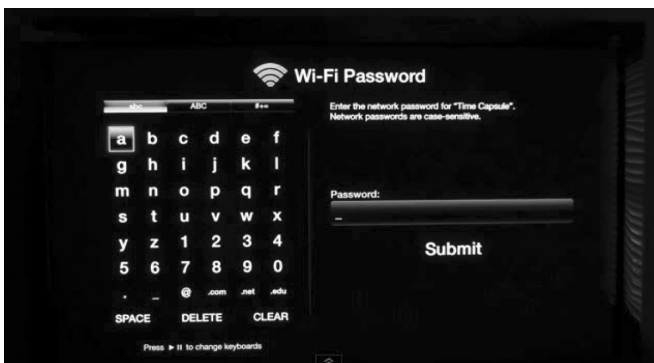 Wi-Fi Password
abc ABC #+=
Enter the network password for "Time Capsule".
Network passwords are case-sensitive.
a b c d e f
g h i j k l
m n o p q r
Password:
s t u v w x
_
y z 1 2 3 4
Submit
5 6 7 8 9 0
. _ @ .com .net .edu
SPACE DELETE CLEAR
Press ►II to change keyboards